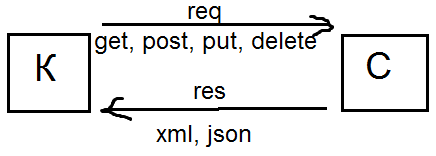 req
get, post, put, delete
К
С
res
xml, json